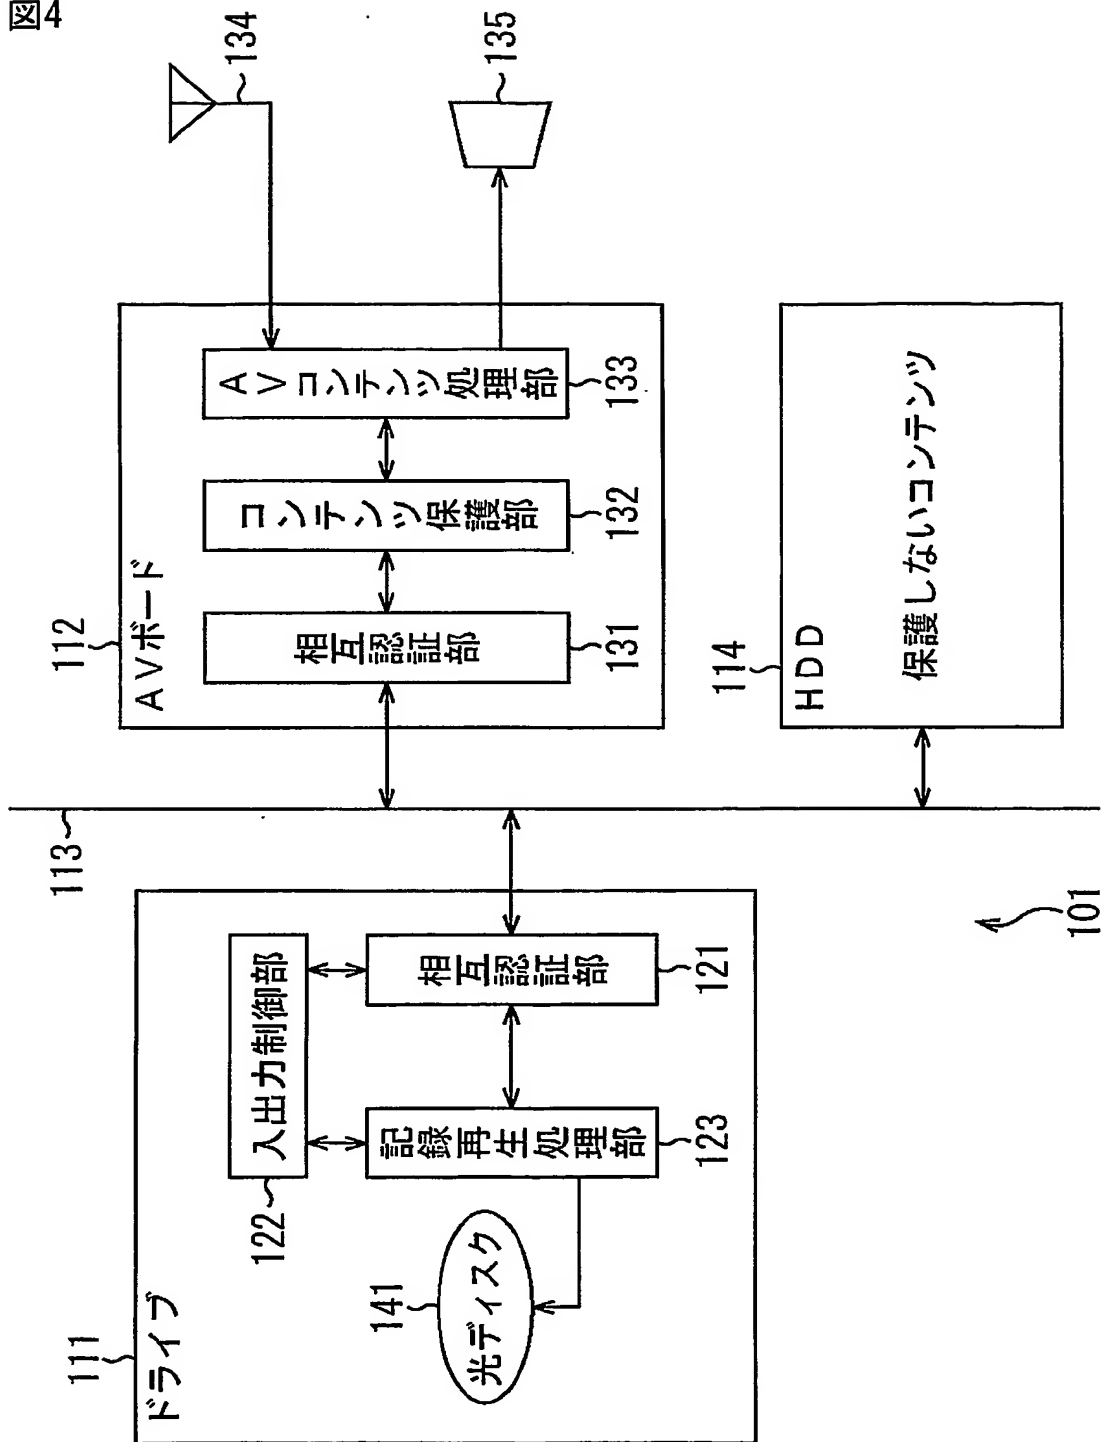 図4
101
111
ドライブ
122
入出力制御部
141
光ディスク
記録再生処理部
123
相互認証部
121
113
112
AVボード
相互認証部
131
コンテンツ保護部
132
AVコンテンツ処理部
133
134
135
114
HDD
保護しないコンテンツ